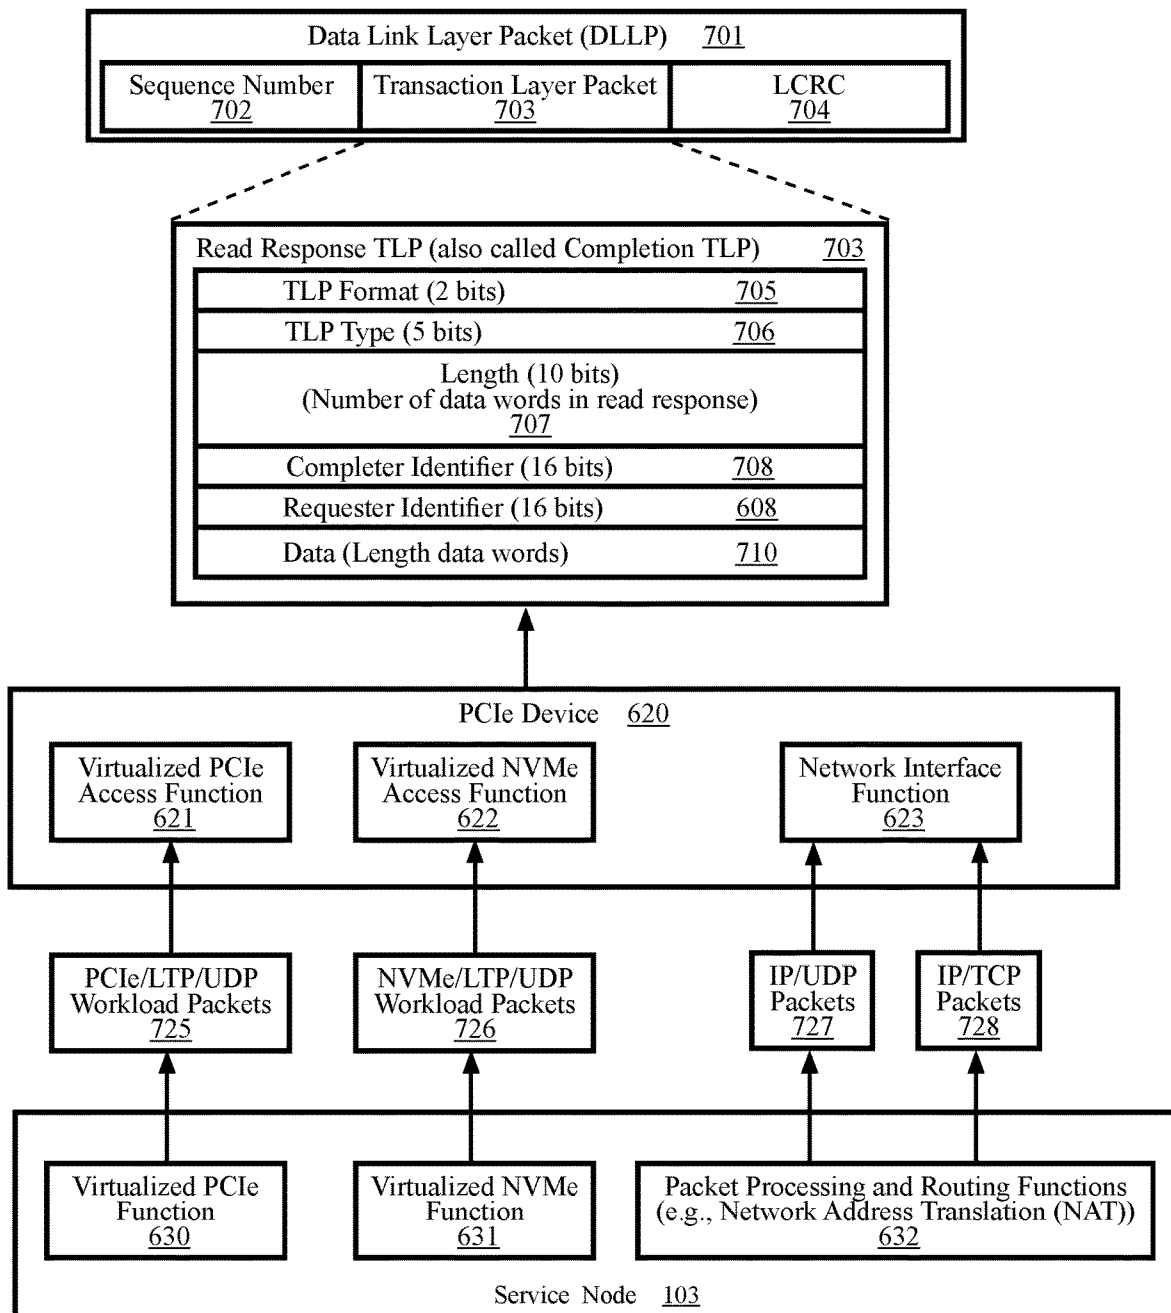 Data Link Layer Packet (DLLP) 701
Sequence Number
702
Transaction Layer Packet
703
LCRC
704
Read Response TLP (also called Completion TLP) 703
TLP Format (2 bits) 705
TLP Type (5 bits) 706
Length (10 bits)
(Number of data words in read response)
707
Completer Identifier (16 bits) 708
Requester Identifier (16 bits) 608
Data (Length data words) 710
PCIe Device 620
Virtualized PCIe
Access Function
621
Virtualized NVMe
Access Function
622
Network Interface
Function
623
PCIe/LTP/UDP
Workload Packets
725
NVMe/LTP/UDP
Workload Packets
726
IP/UDP
Packets
727
IP/TCP
Packets
728
Virtualized PCIe
Function
630
Virtualized NVMe
Function
631
Packet Processing and Routing Functions
(e.g., Network Address Translation (NAT))
632
Service Node 103